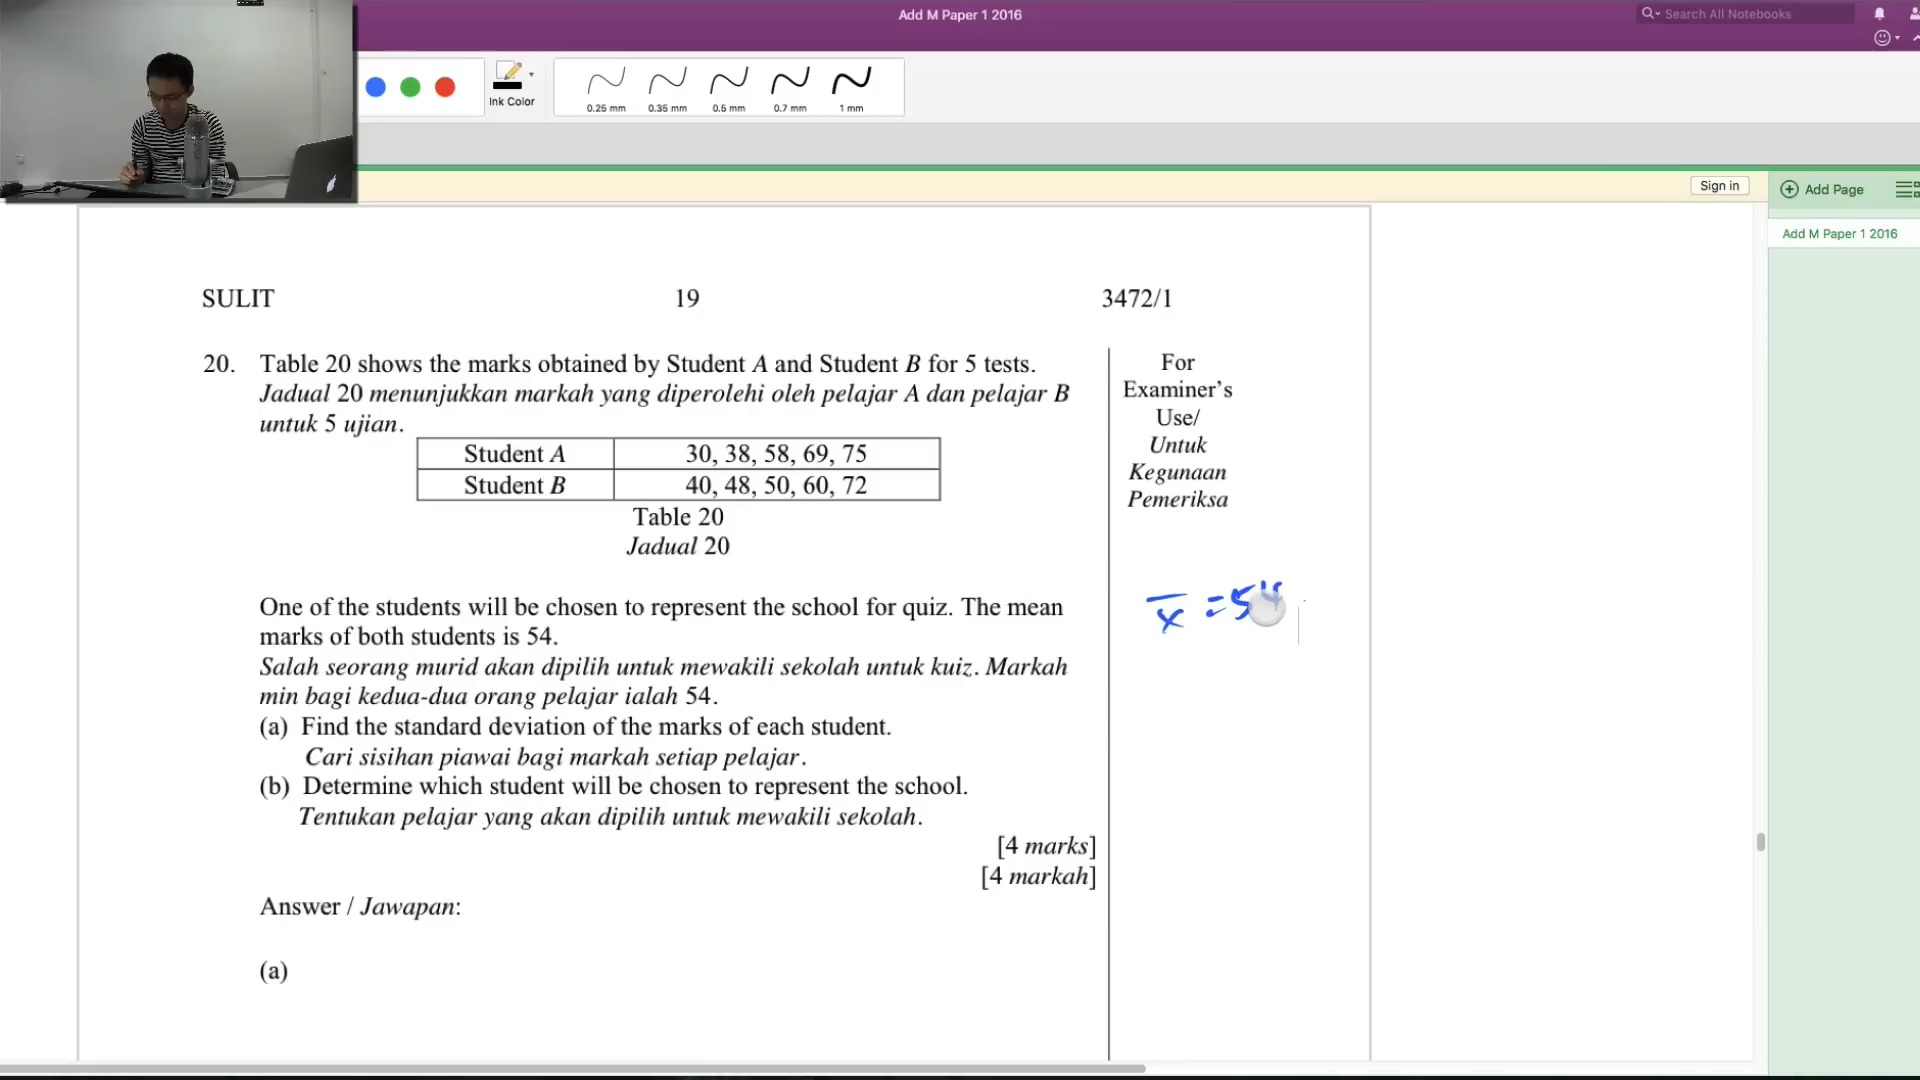 Add M Paper 1 2016
Search All Notebooks
Ink Color
0.25 mm
0.35 mm
0.5 mm
0.7 mm
1 mm
Sign in
Add Page
Add M Paper 1 2016
SULIT 19 3472/1
20. Table 20 shows the marks obtained by Student A and Student B for 5 tests.
Jadual 20 menunjukkan markah yang diperolehi oleh pelajar A dan pelajar B
untuk 5 ujian.
Student A 30, 38, 58, 69, 75
Student B 40, 48, 50, 60, 72
Table 20
Jadual 20
One of the students will be chosen to represent the school for quiz. The mean
marks of both students is 54.
Salah seorang murid akan dipilih untuk mewakili sekolah untuk kuiz. Markah
min bagi kedua-dua orang pelajar ialah 54.
(a) Find the standard deviation of the marks of each student.
Cari sisihan piawai bagi markah setiap pelajar.
(b) Determine which student will be chosen to represent the school.
Tentukan pelajar yang akan dipilih untuk mewakili sekolah.
[4 marks]
[4 markah]
Answer / Jawapan:
(a)
For
Examiner's
Use/
Untuk
Kegunaan
Pemeriksa
x̅ = 54